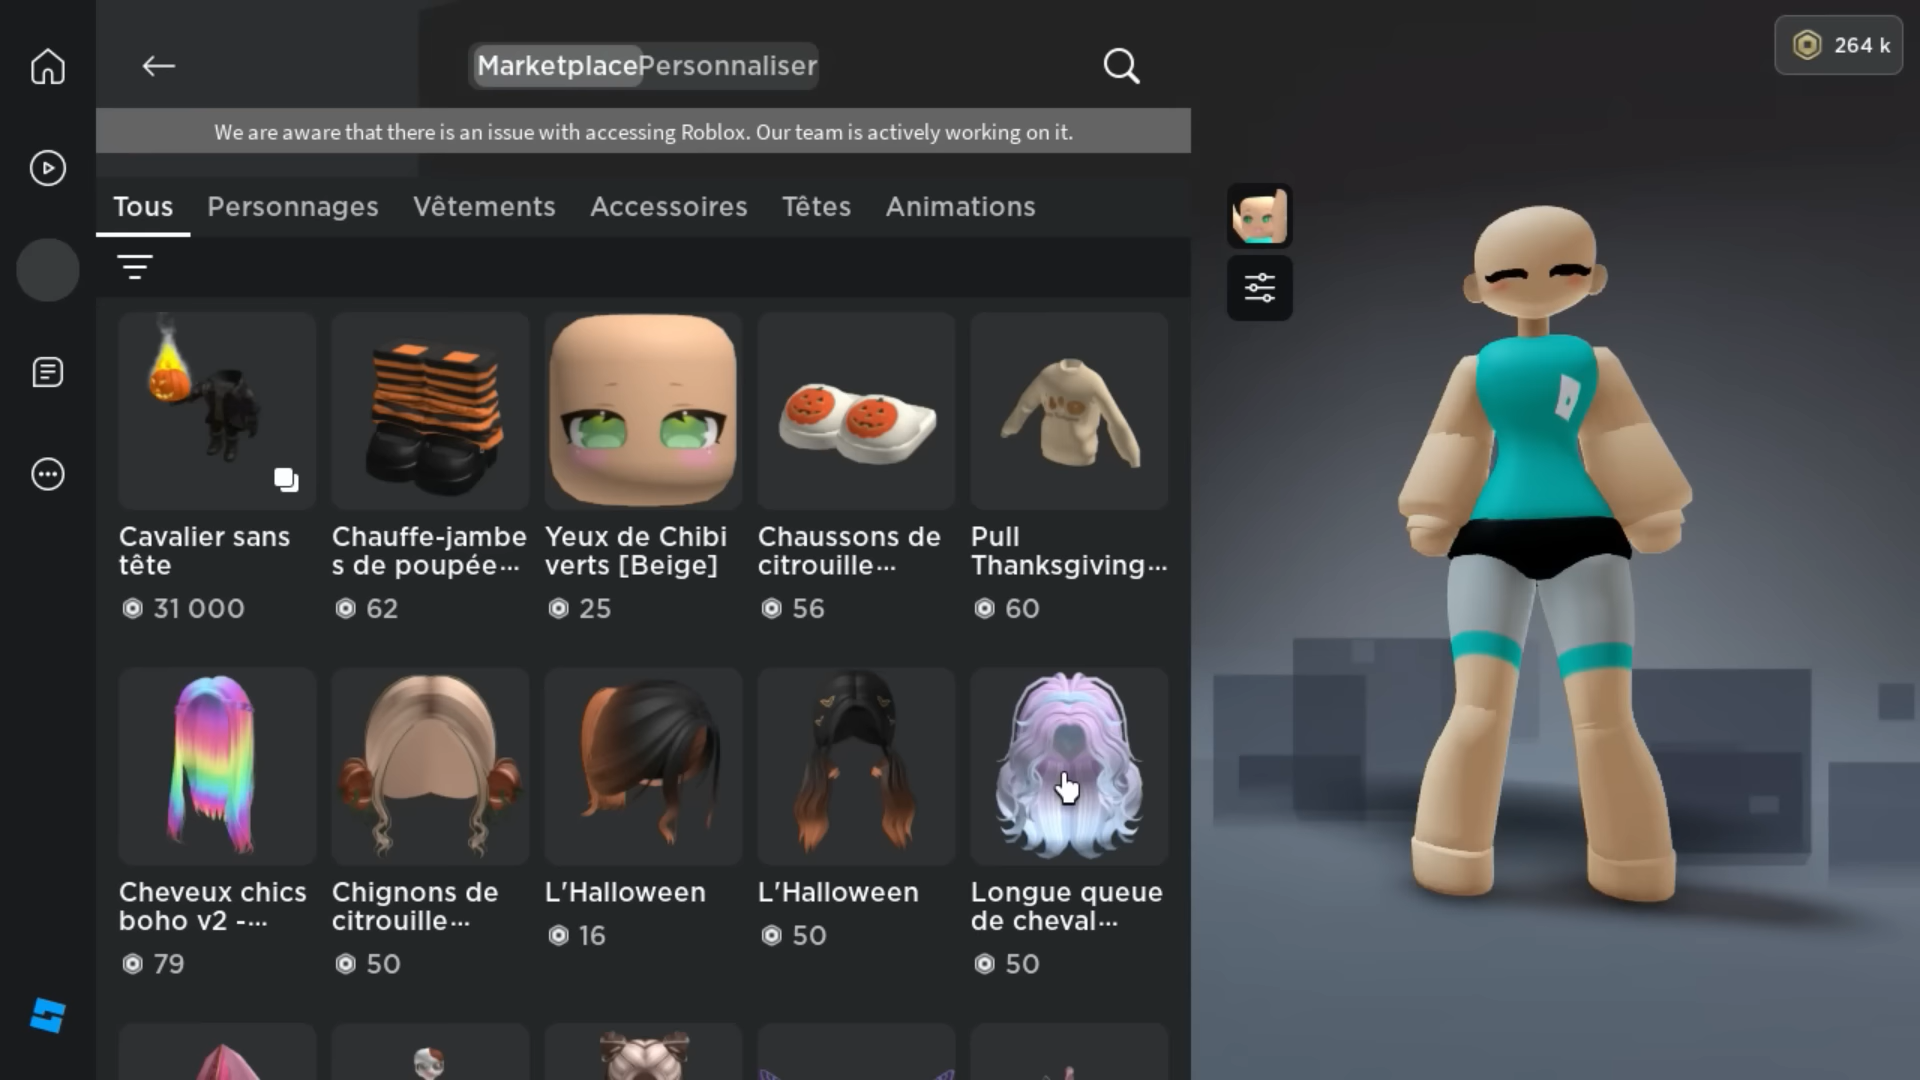 Marketplace
Personnaliser
264 k
We are aware that there is an issue with accessing Roblox. Our team is actively working on it.
Tous
Personnages
Vêtements
Accessoires
Têtes
Animations
Cavalier sans
tête
31 000
Chauffe-jambe
s de poupée...
62
Yeux de Chibi
verts [Beige]
25
Chaussons de
citrouille...
56
Pull
Thanksgiving...
60
Cheveux chics
boho v2 -...
79
Chignons de
citrouille...
50
L'Halloween
16
L'Halloween
50
Longue queue
de cheval...
50